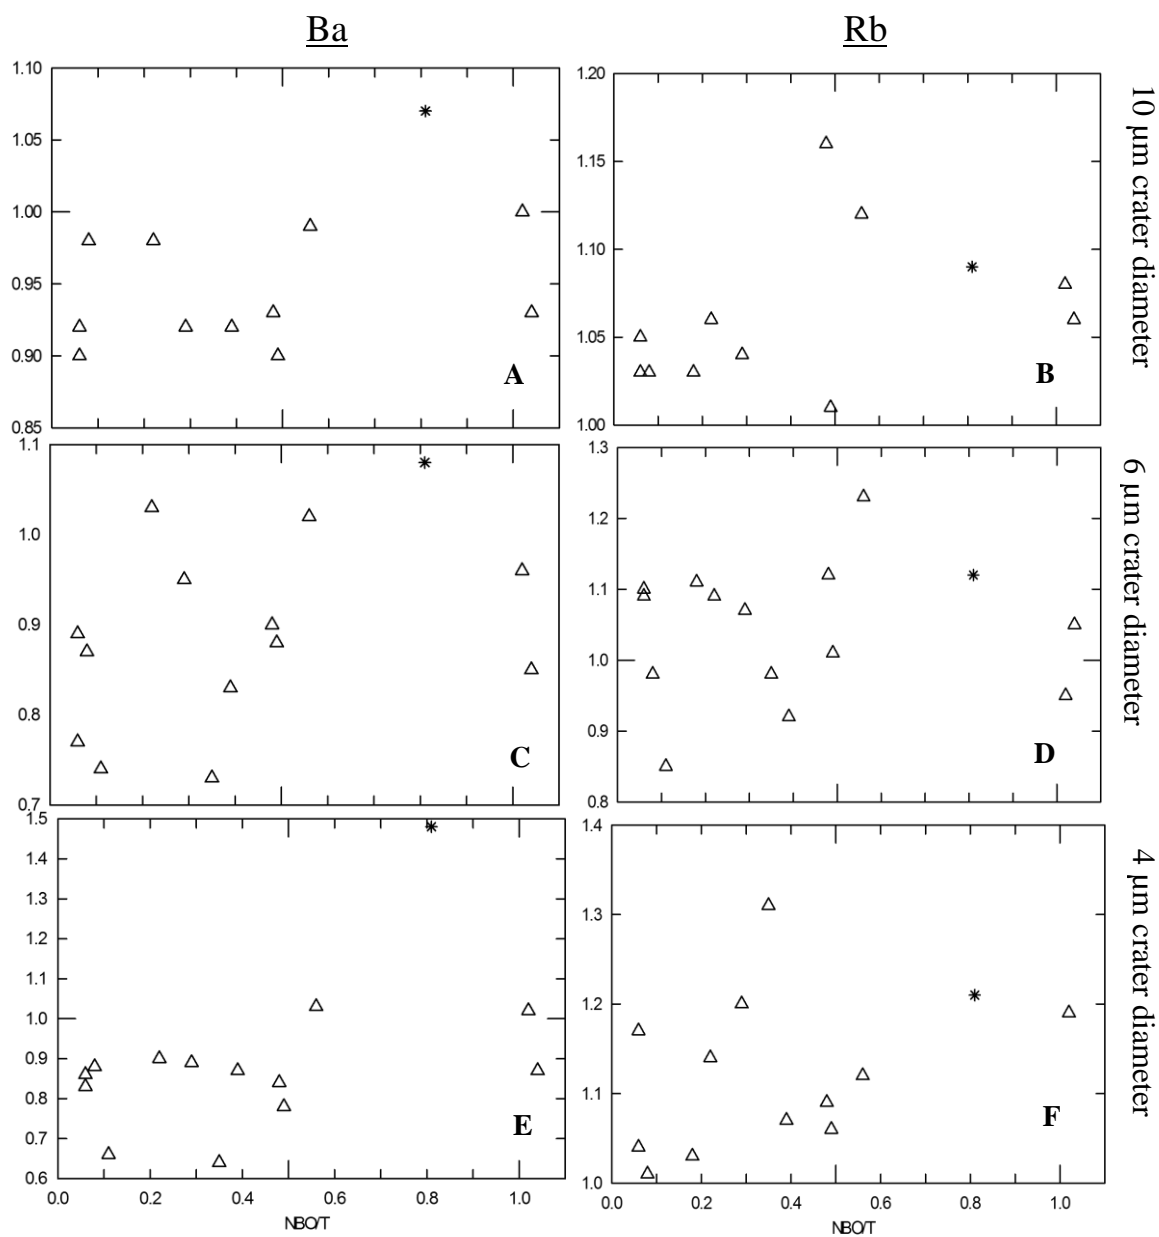 Ba
Rb
1.10
1.05
1.00
0.95
0.90
0.85
A
1.20
1.15
1.10
1.05
1.00
B
10 μm crater diameter
1.1
1.0
0.9
0.8
0.7
C
1.3
1.2
1.1
1.0
0.9
0.8
D
6 μm crater diameter
1.5
1.4
1.3
1.2
1.1
1.0
0.9
0.8
0.7
0.6
E
0.0 0.2 0.4 0.6 0.8 1.0
NBO/T
1.4
1.3
1.2
1.1
1.0
F
0.0 0.2 0.4 0.6 0.8 1.0
NBO/T
4 μm crater diameter